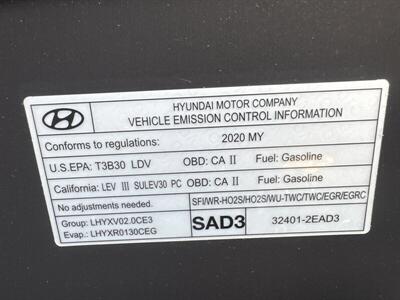 HYUNDAI MOTOR COMPANY
VEHICLE EMISSION CONTROL INFORMATION
Conforms to regulations: 2020 MY
U.S.EPA: T3B30 LDV OBD: CA II Fuel: Gasoline
California: LEV III SULEV30 PC OBD: CA II Fuel: Gasoline
No adjustments needed. SFI/WR-HO2S/HO2S/WU-TWC/TWC/EGR/EGRC
Group: LHYXV02.0CE3 SAD3 32401-2EAD3
Evap.: LHYXR0130CEG